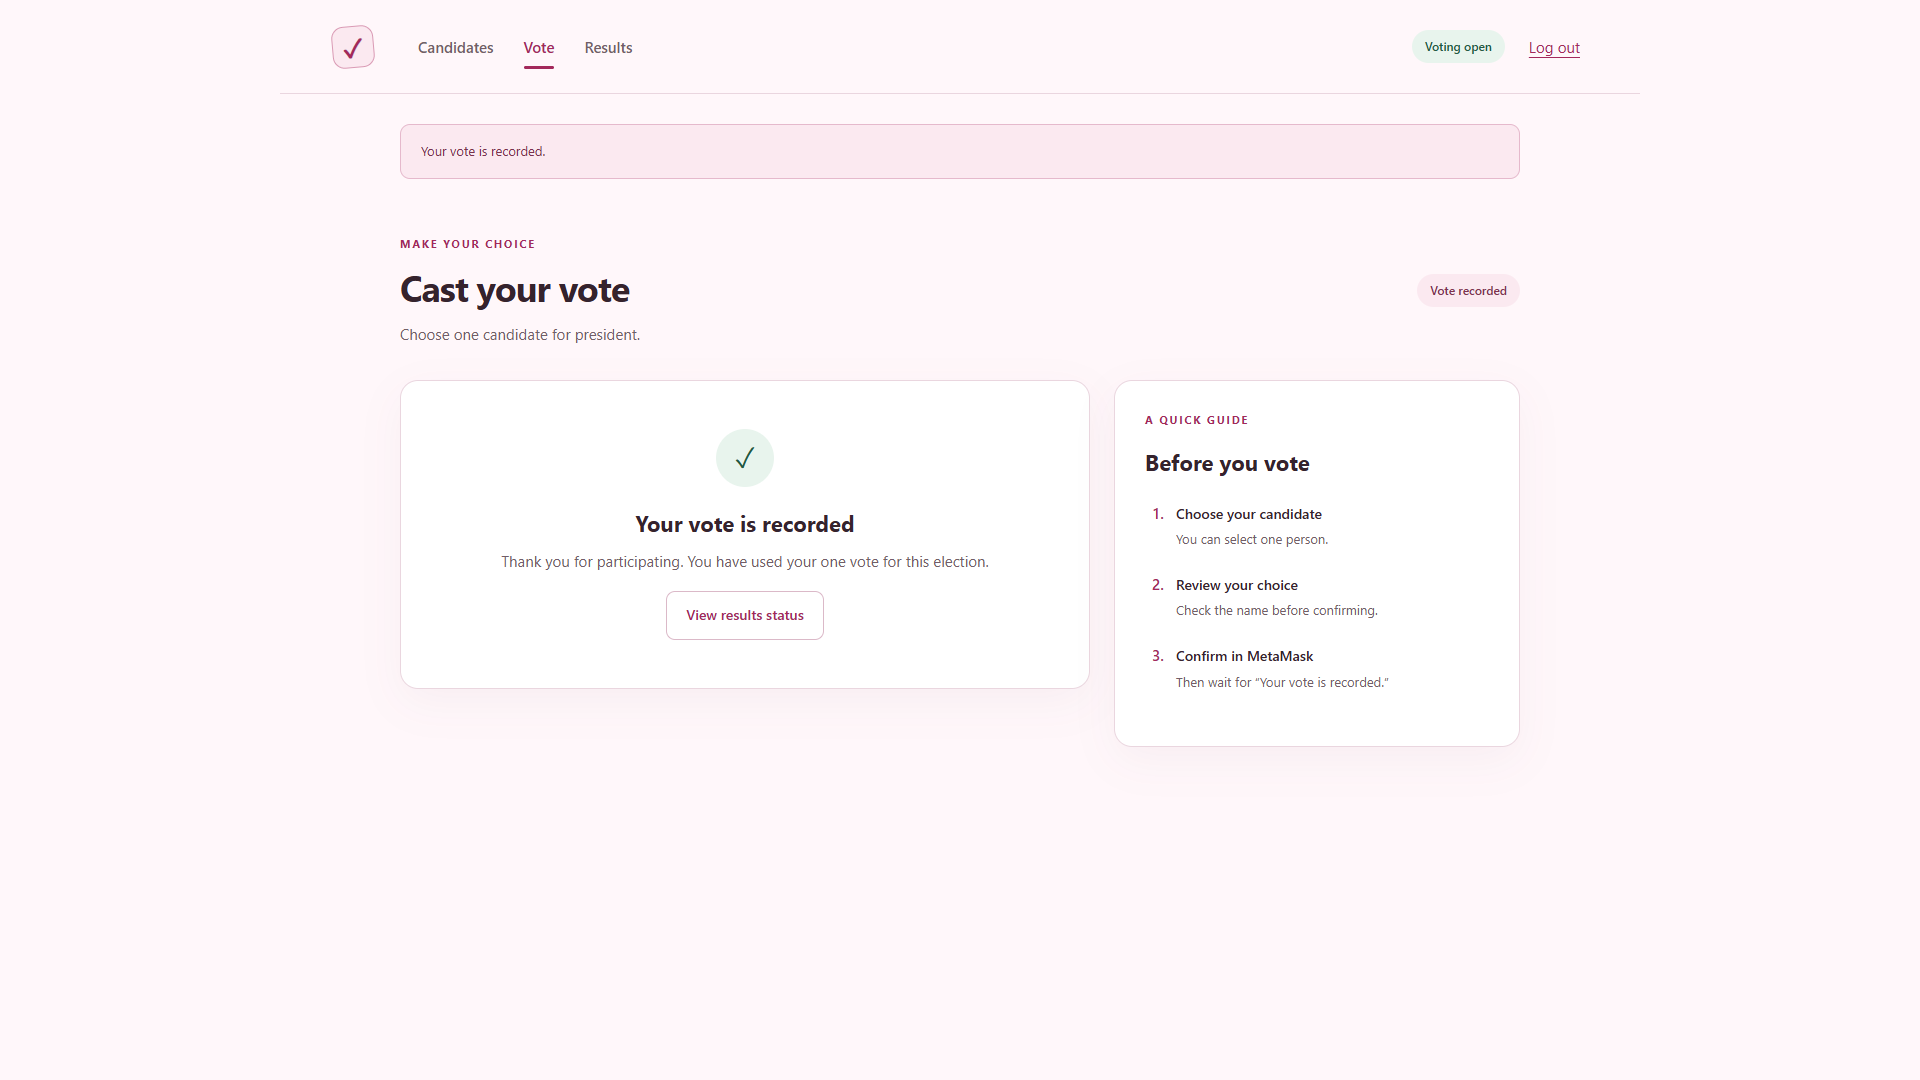 Candidates
Vote
Results
Voting open
Log out
Your vote is recorded.
MAKE YOUR CHOICE
Cast your vote
Vote recorded
Choose one candidate for president.
Your vote is recorded
Thank you for participating. You have used your one vote for this election.
View results status
A QUICK GUIDE
Before you vote
1. Choose your candidate
You can select one person.
2. Review your choice
Check the name before confirming.
3. Confirm in MetaMask
Then wait for “Your vote is recorded.”